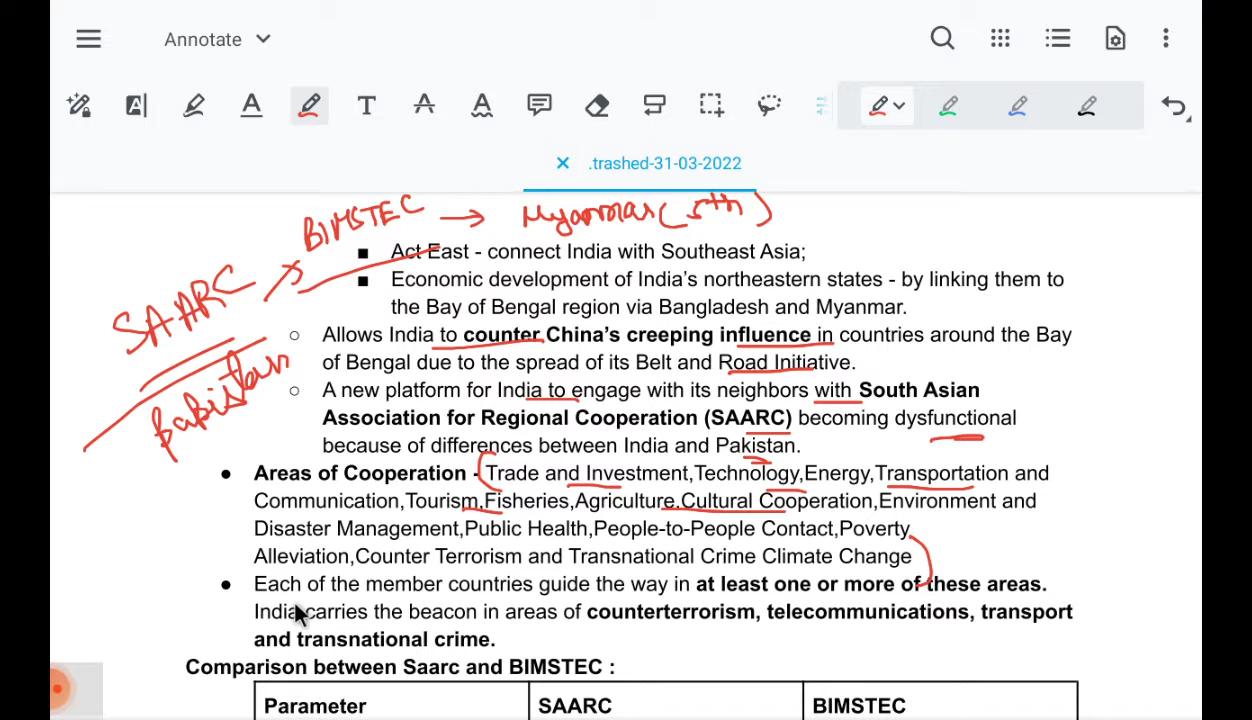 Annotate
.trashed-31-03-2022
BIMSTEC → Myanmar (5th)
■ Act East - connect India with Southeast Asia;
■ Economic development of India's northeastern states - by linking them to
the Bay of Bengal region via Bangladesh and Myanmar.
SAARC
○ Allows India to counter China's creeping influence in countries around the Bay
of Bengal due to the spread of its Belt and Road Initiative.
Pakistan
○ A new platform for India to engage with its neighbors with South Asian
Association for Regional Cooperation (SAARC) becoming dysfunctional
because of differences between India and Pakistan.
● Areas of Cooperation - Trade and Investment,Technology,Energy,Transportation and
Communication,Tourism,Fisheries,Agriculture,Cultural Cooperation,Environment and
Disaster Management,Public Health,People-to-People Contact,Poverty
Alleviation,Counter Terrorism and Transnational Crime Climate Change
● Each of the member countries guide the way in at least one or more of these areas.
India carries the beacon in areas of counterterrorism, telecommunications, transport
and transnational crime.
Comparison between Saarc and BIMSTEC :
Parameter SAARC BIMSTEC